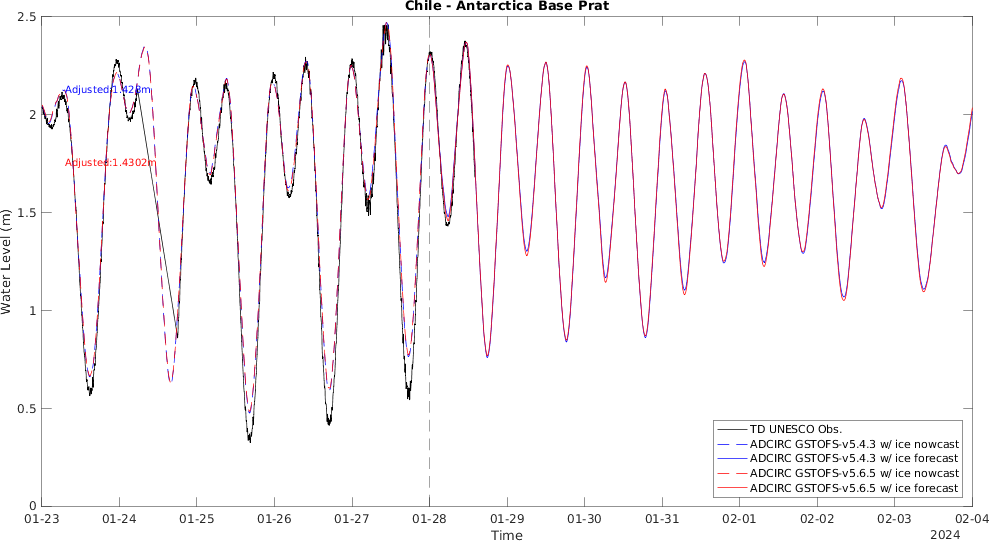 Chile - Antarctica Base Prat
2.5
2
1.5
1
0.5
0
Water Level (m)
Adjusted:1.428m
Adjusted:1.4302m
TD UNESCO Obs.
ADCIRC GSTOFS-v5.4.3 w/ ice nowcast
ADCIRC GSTOFS-v5.4.3 w/ ice forecast
ADCIRC GSTOFS-v5.6.5 w/ ice nowcast
ADCIRC GSTOFS-v5.6.5 w/ ice forecast
01-23 01-24 01-25 01-26 01-27 01-28 01-29 01-30 01-31 02-01 02-02 02-03 02-04
Time
2024